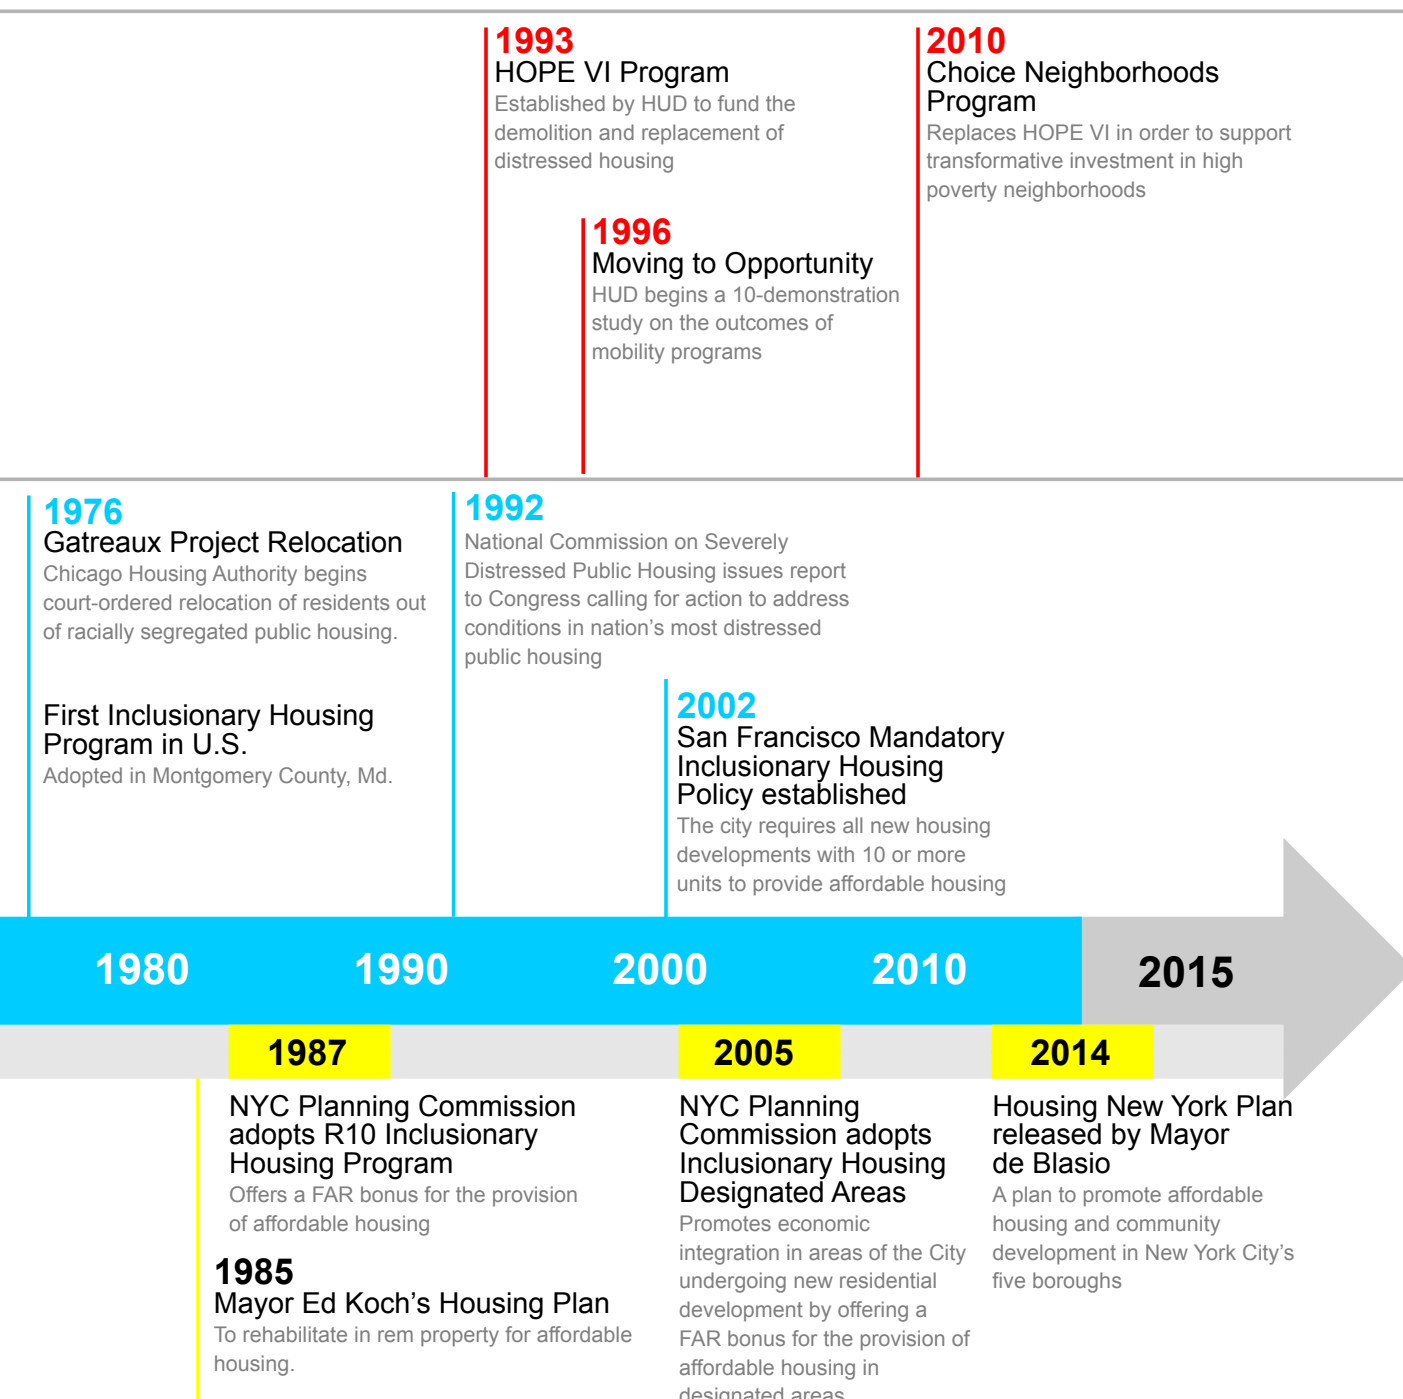 1993
HOPE VI Program
Established by HUD to fund the
demolition and replacement of
distressed housing
2010
Choice Neighborhoods
Program
Replaces HOPE VI in order to support
transformative investment in high
poverty neighborhoods
1996
Moving to Opportunity
HUD begins a 10-demonstration
study on the outcomes of
mobility programs
1976
Gatreaux Project Relocation
Chicago Housing Authority begins
court-ordered relocation of residents out
of racially segregated public housing.
First Inclusionary Housing
Program in U.S.
Adopted in Montgomery County, Md.
1992
National Commission on Severely
Distressed Public Housing issues report
to Congress calling for action to address
conditions in nation's most distressed
public housing
2002
San Francisco Mandatory
Inclusionary Housing
Policy established
The city requires all new housing
developments with 10 or more
units to provide affordable housing
1980 1990 2000 2010 2015
1987 2005 2014
NYC Planning Commission
adopts R10 Inclusionary
Housing Program
Offers a FAR bonus for the provision
of affordable housing
1985
Mayor Ed Koch's Housing Plan
To rehabilitate in rem property for affordable
housing.
NYC Planning
Commission adopts
Inclusionary Housing
Designated Areas
Promotes economic
integration in areas of the City
undergoing new residential
development by offering a
FAR bonus for the provision of
affordable housing in
designated areas
Housing New York Plan
released by Mayor
de Blasio
A plan to promote affordable
housing and community
development in New York City's
five boroughs